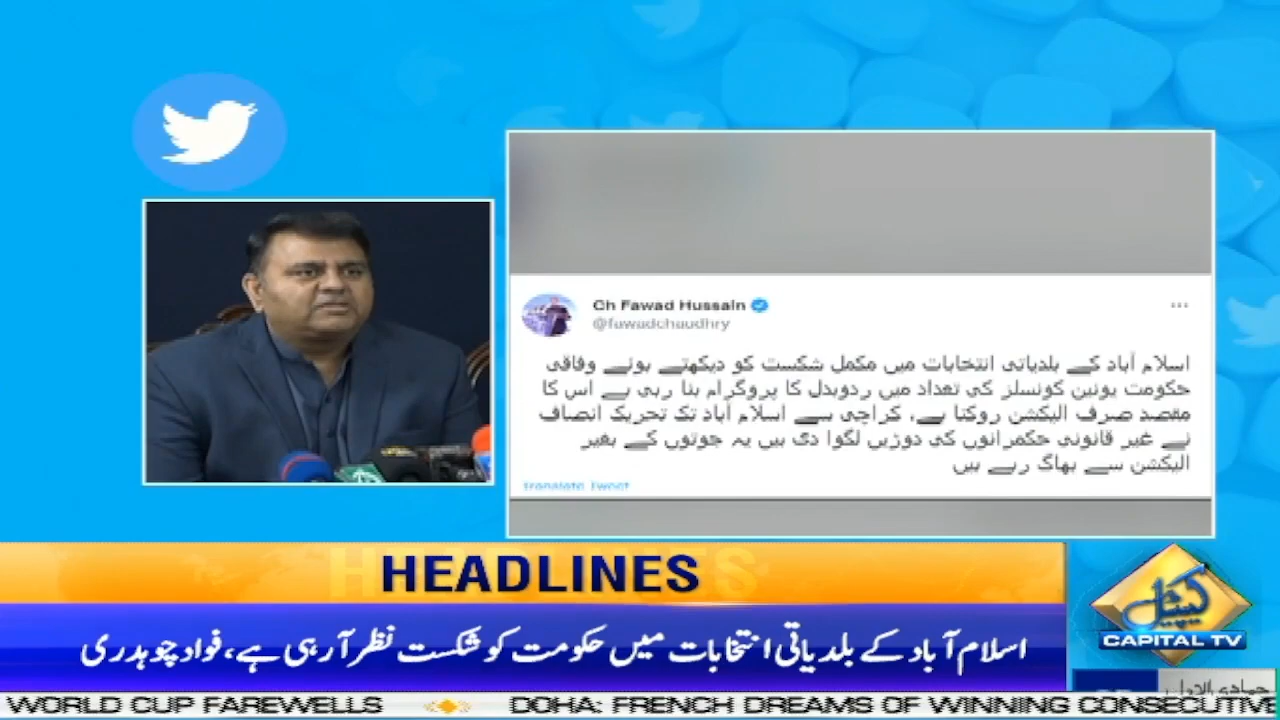 Ch Fawad Hussain
@fawadchaudhry
اسلام آباد کے بلدیاتی انتخابات میں مکمل شکست کو دیکھتے ہوئے وفاقی
حکومت یونین کونسلز کی تعداد میں ردوبدل کا پروگرام بنا رہی ہے اس کا
مقصد صرف الیکشن روکنا ہے، کراچی سے اسلام آباد تک تحریک انصاف
نے غیر قانونی حکمرانوں کی دوڑیں لگوا دی ہیں یہ جوتوں کے بغیر
الیکشن سے بھاگ رہے ہیں
Translate Tweet
HEADLINES
اسلام آباد کے بلدیاتی انتخابات میں حکومت کو شکست نظر آرہی ہے، فواد چوہدری
کیپیٹل
CAPITAL TV
جمادی الاول
WORLD CUP FAREWELLS DOHA: FRENCH DREAMS OF WINNING CONSECUTIVE